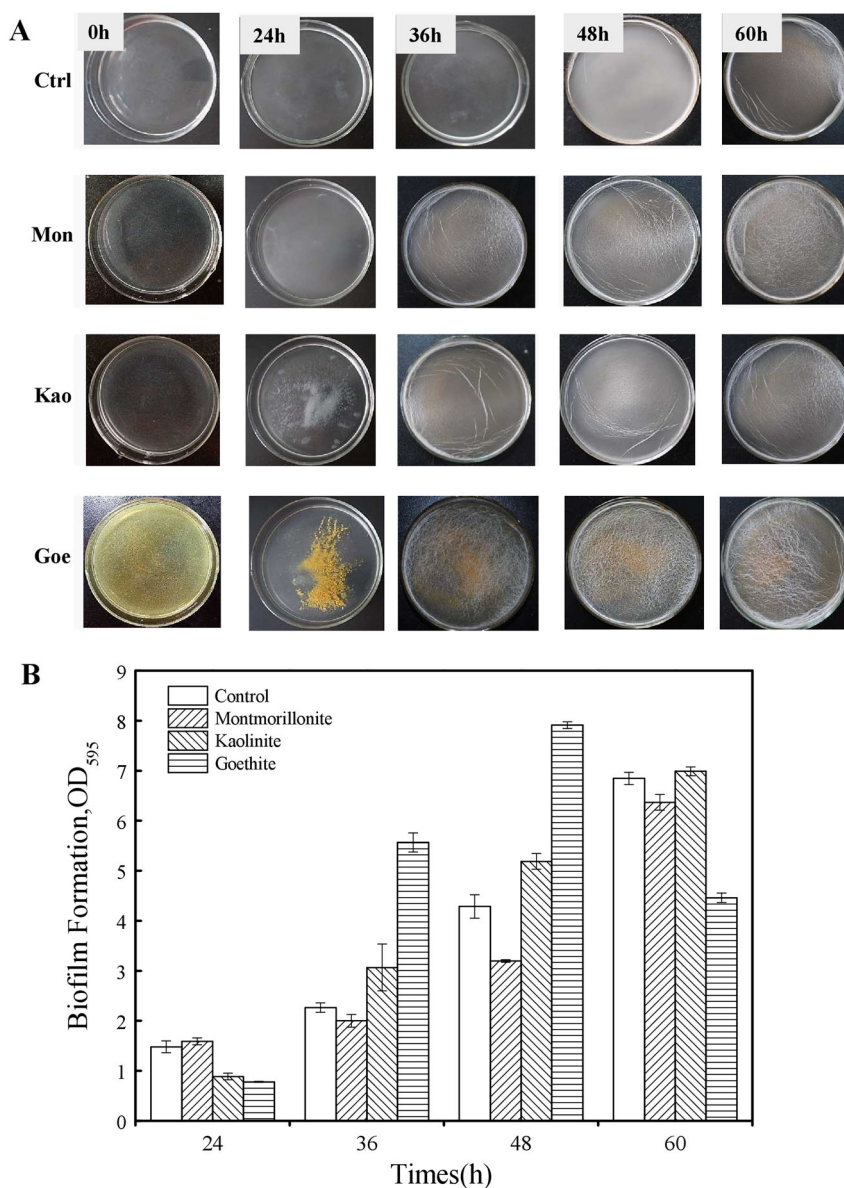 A
0h
24h
36h
48h
60h
Ctrl
Mon
Kao
Goe
B
9
8
7
6
5
4
3
2
1
0
Biofilm Formation,OD595
Control
Montmorillonite
Kaolinite
Goethite
24
36
48
60
Times(h)